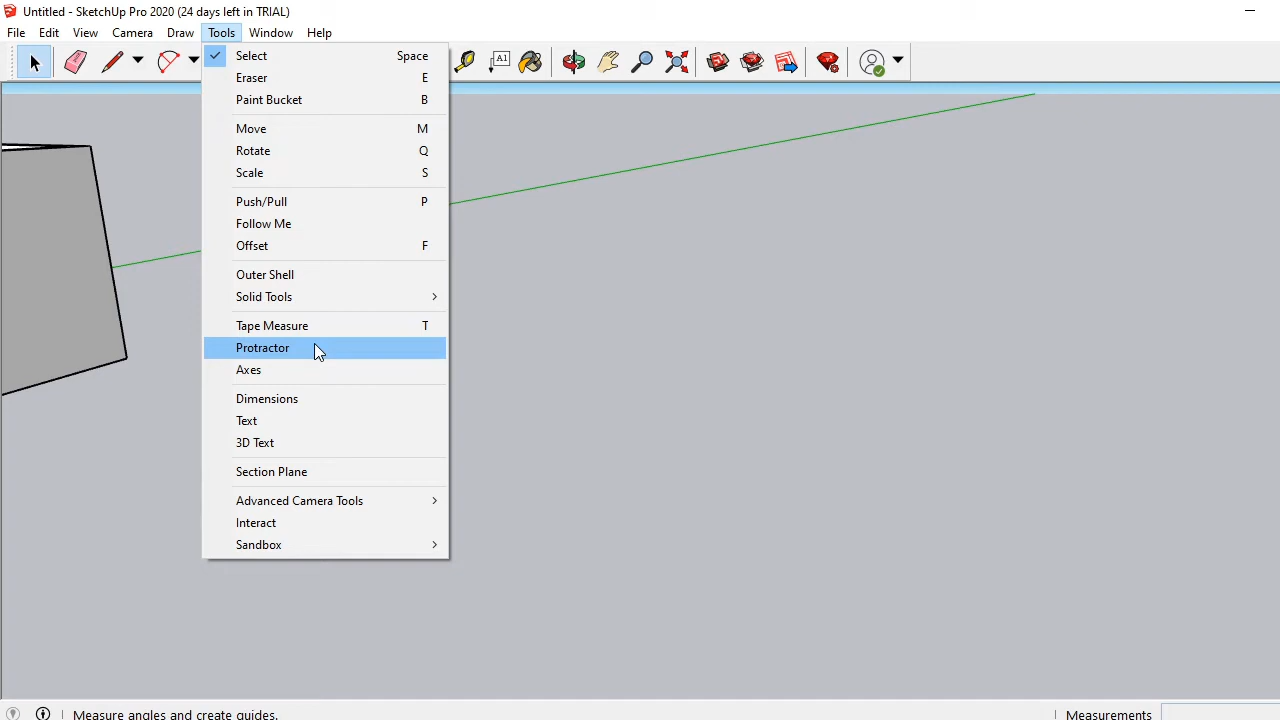 Untitled - SketchUp Pro 2020 (24 days left in TRIAL)
File Edit View Camera Draw Tools Window Help
A1
Select Space
Eraser E
Paint Bucket B
Move M
Rotate Q
Scale S
Push/Pull P
Follow Me
Offset F
Outer Shell
Solid Tools
Tape Measure T
Protractor
Axes
Dimensions
Text
3D Text
Section Plane
Advanced Camera Tools
Interact
Sandbox
Measure angles and create guides. Measurements